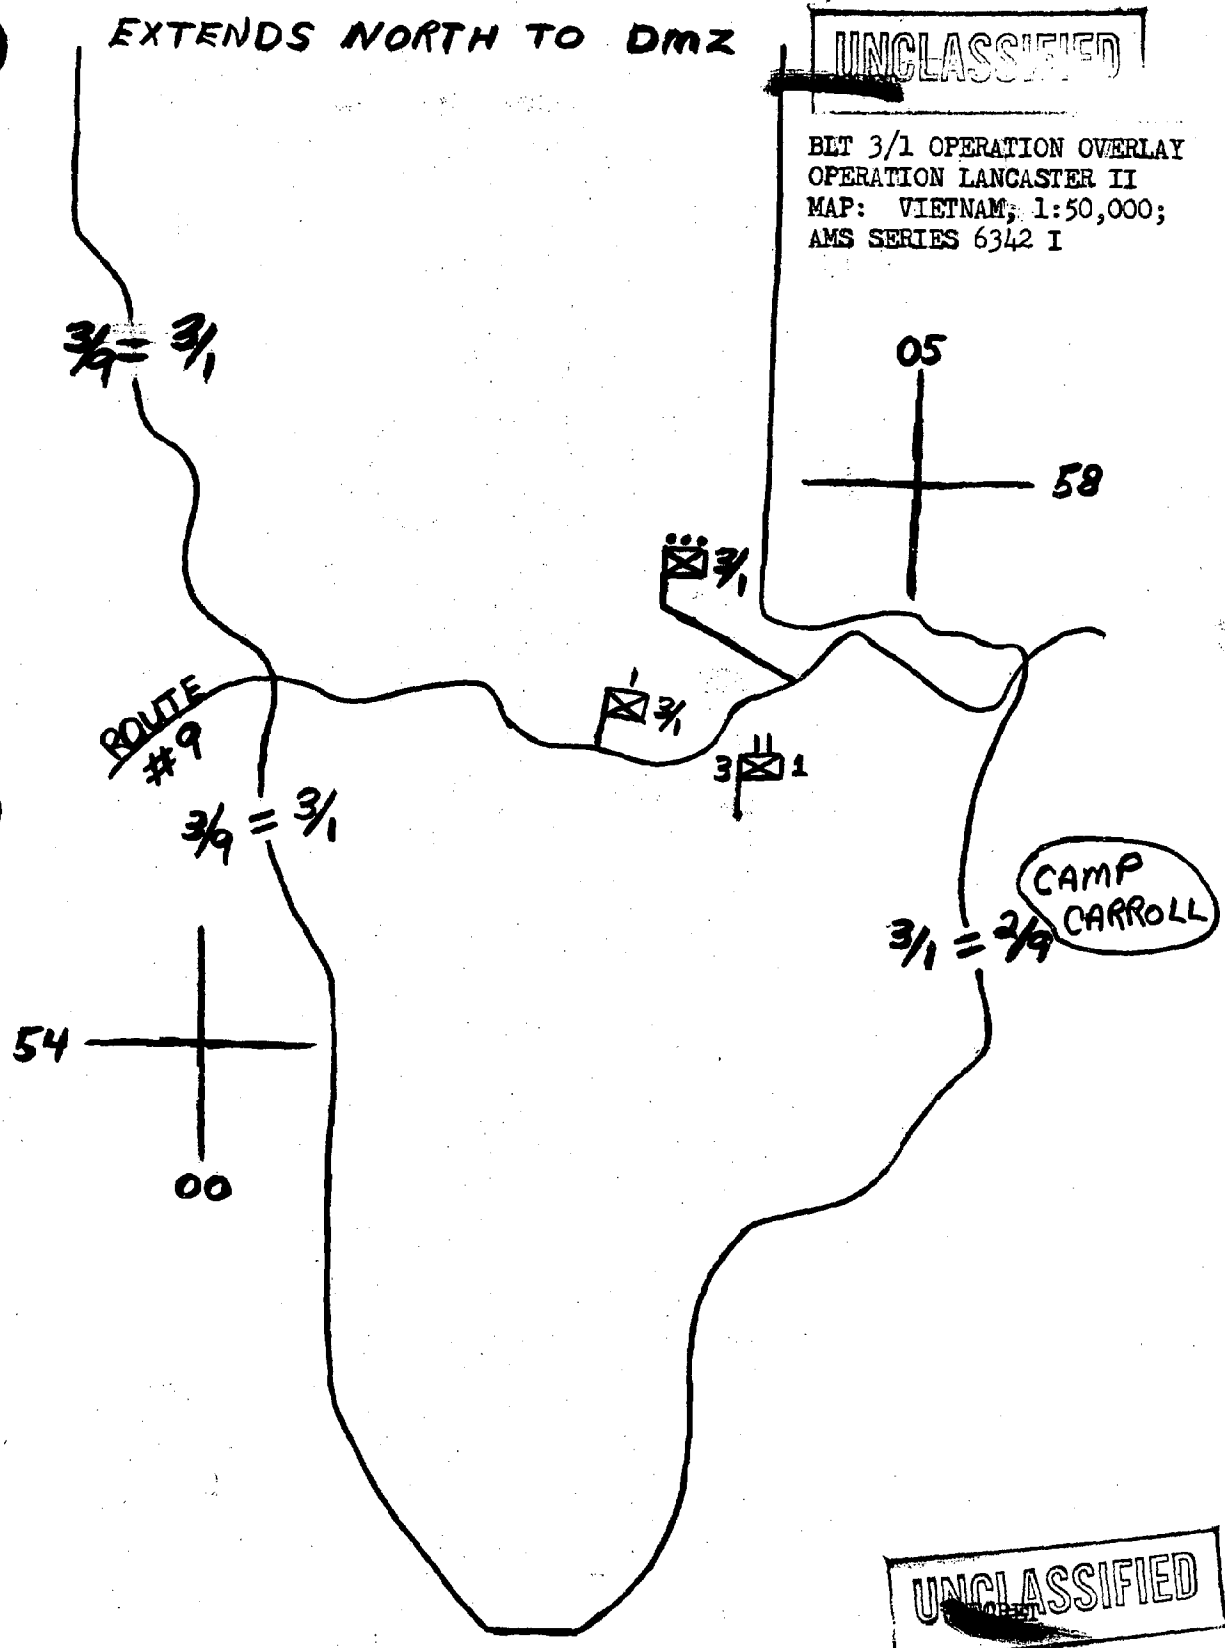 EXTENDS NORTH TO DMZ
UNCLASSIFIED
BLT 3/1 OPERATION OVERLAY
OPERATION LANCASTER II
MAP: VIETNAM, 1:50,000;
AMS SERIES 6342 I
3/9 = 3/1
05
58
3/1
ROUTE
#9
3/1
3 1
3/9 = 3/1
CAMP
CARROLL
3/1 = 2/9
54
00
UNCLASSIFIED